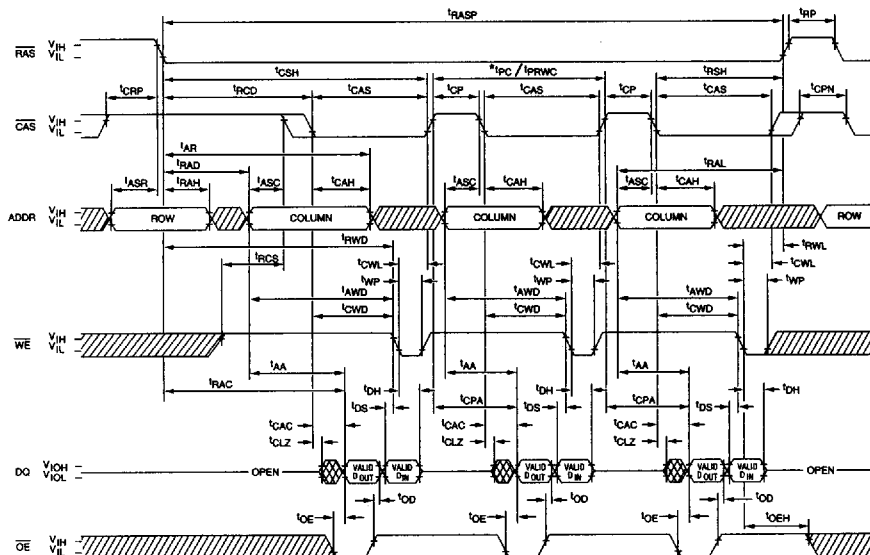 tRASP tRP
RAS VIH VIL
tCSH *tPC / tPRWC tRSH
tCRP tRCD tCAS tCP tCAS tCP tCAS tCPN
CAS VIH VIL
tAR
tRAD tRAL
tASR tRAH tASC tCAH tASC tCAH tASC tCAH
ADDR VIH VIL ROW COLUMN COLUMN COLUMN ROW
tRWD tRWL
tRCS tCWL tCWL tCWL
tWP tWP tWP
tAWD tAWD tAWD
tCWD tCWD tCWD
WE VIH VIL
tAA tAA tAA
tRAC tDH tDH tDH
tDS tCPA tDS tCPA tDS
tCAC tCAC tCAC
tCLZ tCLZ tCLZ
DQ VIOH VIOL OPEN VALID DOUT VALID DIN VALID DOUT VALID DIN VALID DOUT VALID DIN OPEN
tOD tOD tOD
tOE tOE tOE tOEH
OE VIH VIL